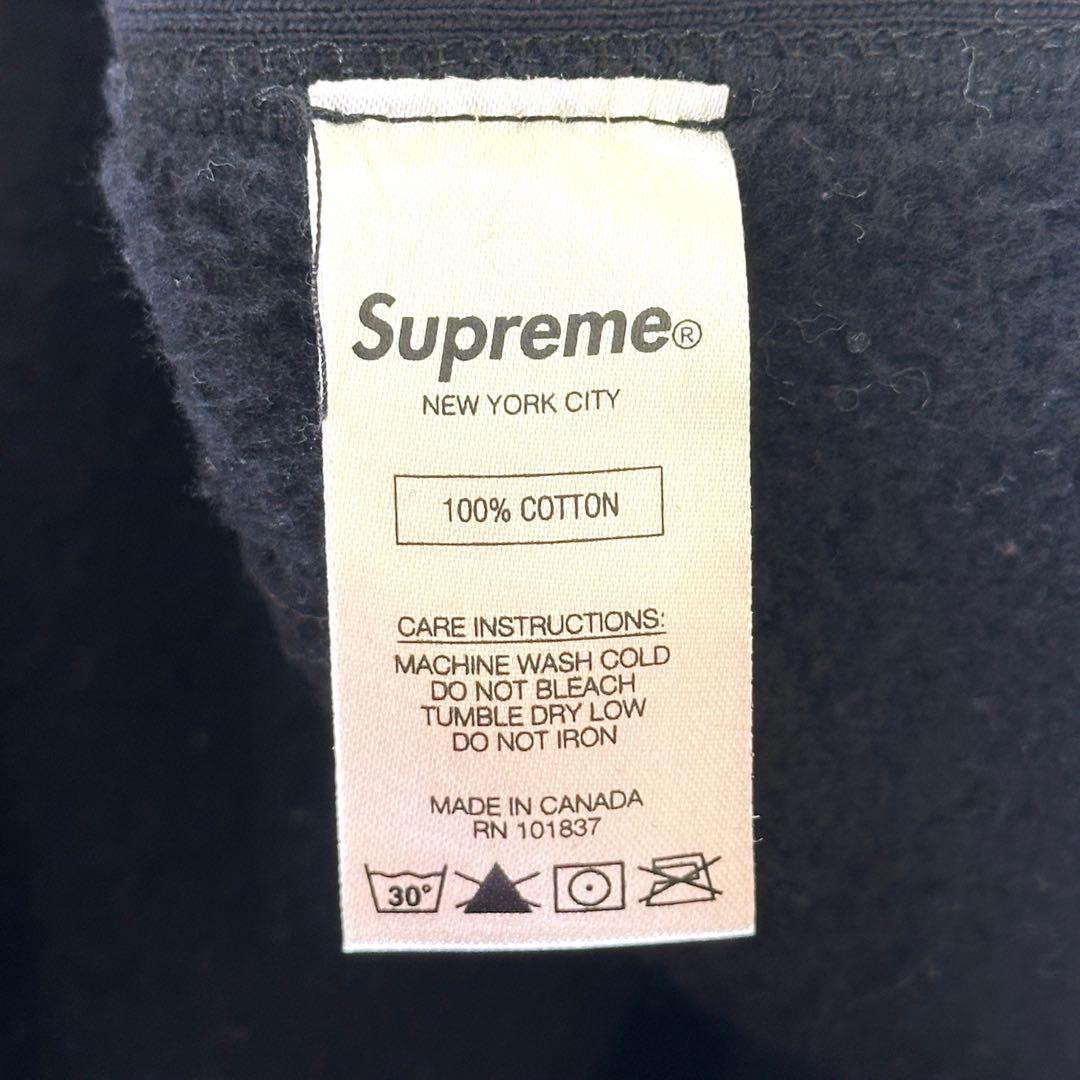 Supreme®
NEW YORK CITY
100% COTTON
CARE INSTRUCTIONS:
MACHINE WASH COLD
DO NOT BLEACH
TUMBLE DRY LOW
DO NOT IRON
MADE IN CANADA
RN 101837
30°